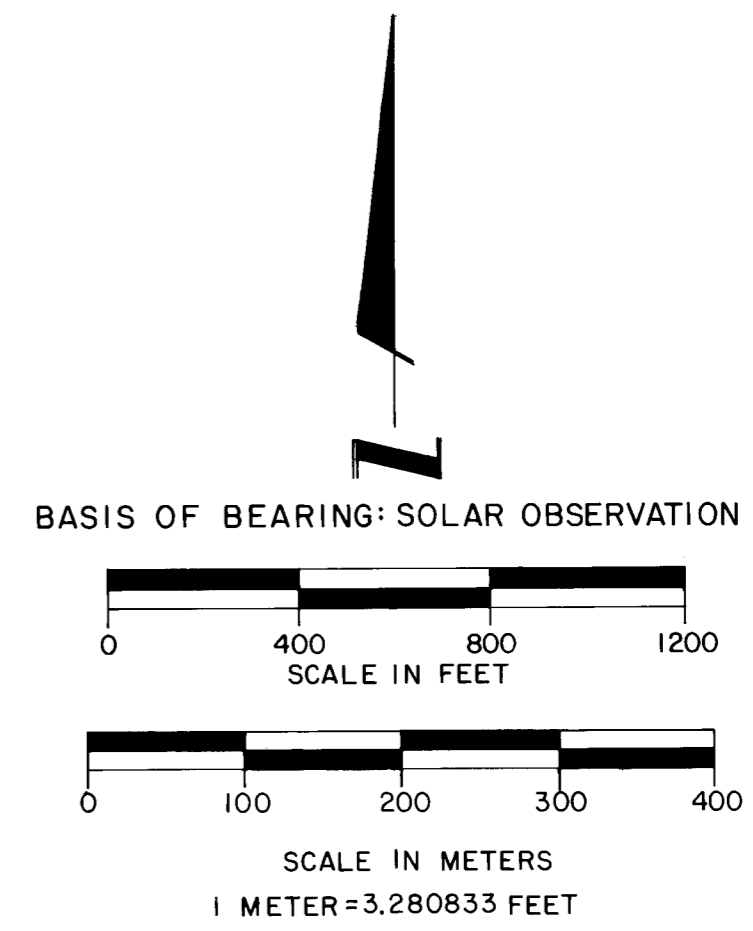 N
BASIS OF BEARING: SOLAR OBSERVATION
0 400 800 1200
SCALE IN FEET
0 100 200 300 400
SCALE IN METERS
1 METER=3.280833 FEET